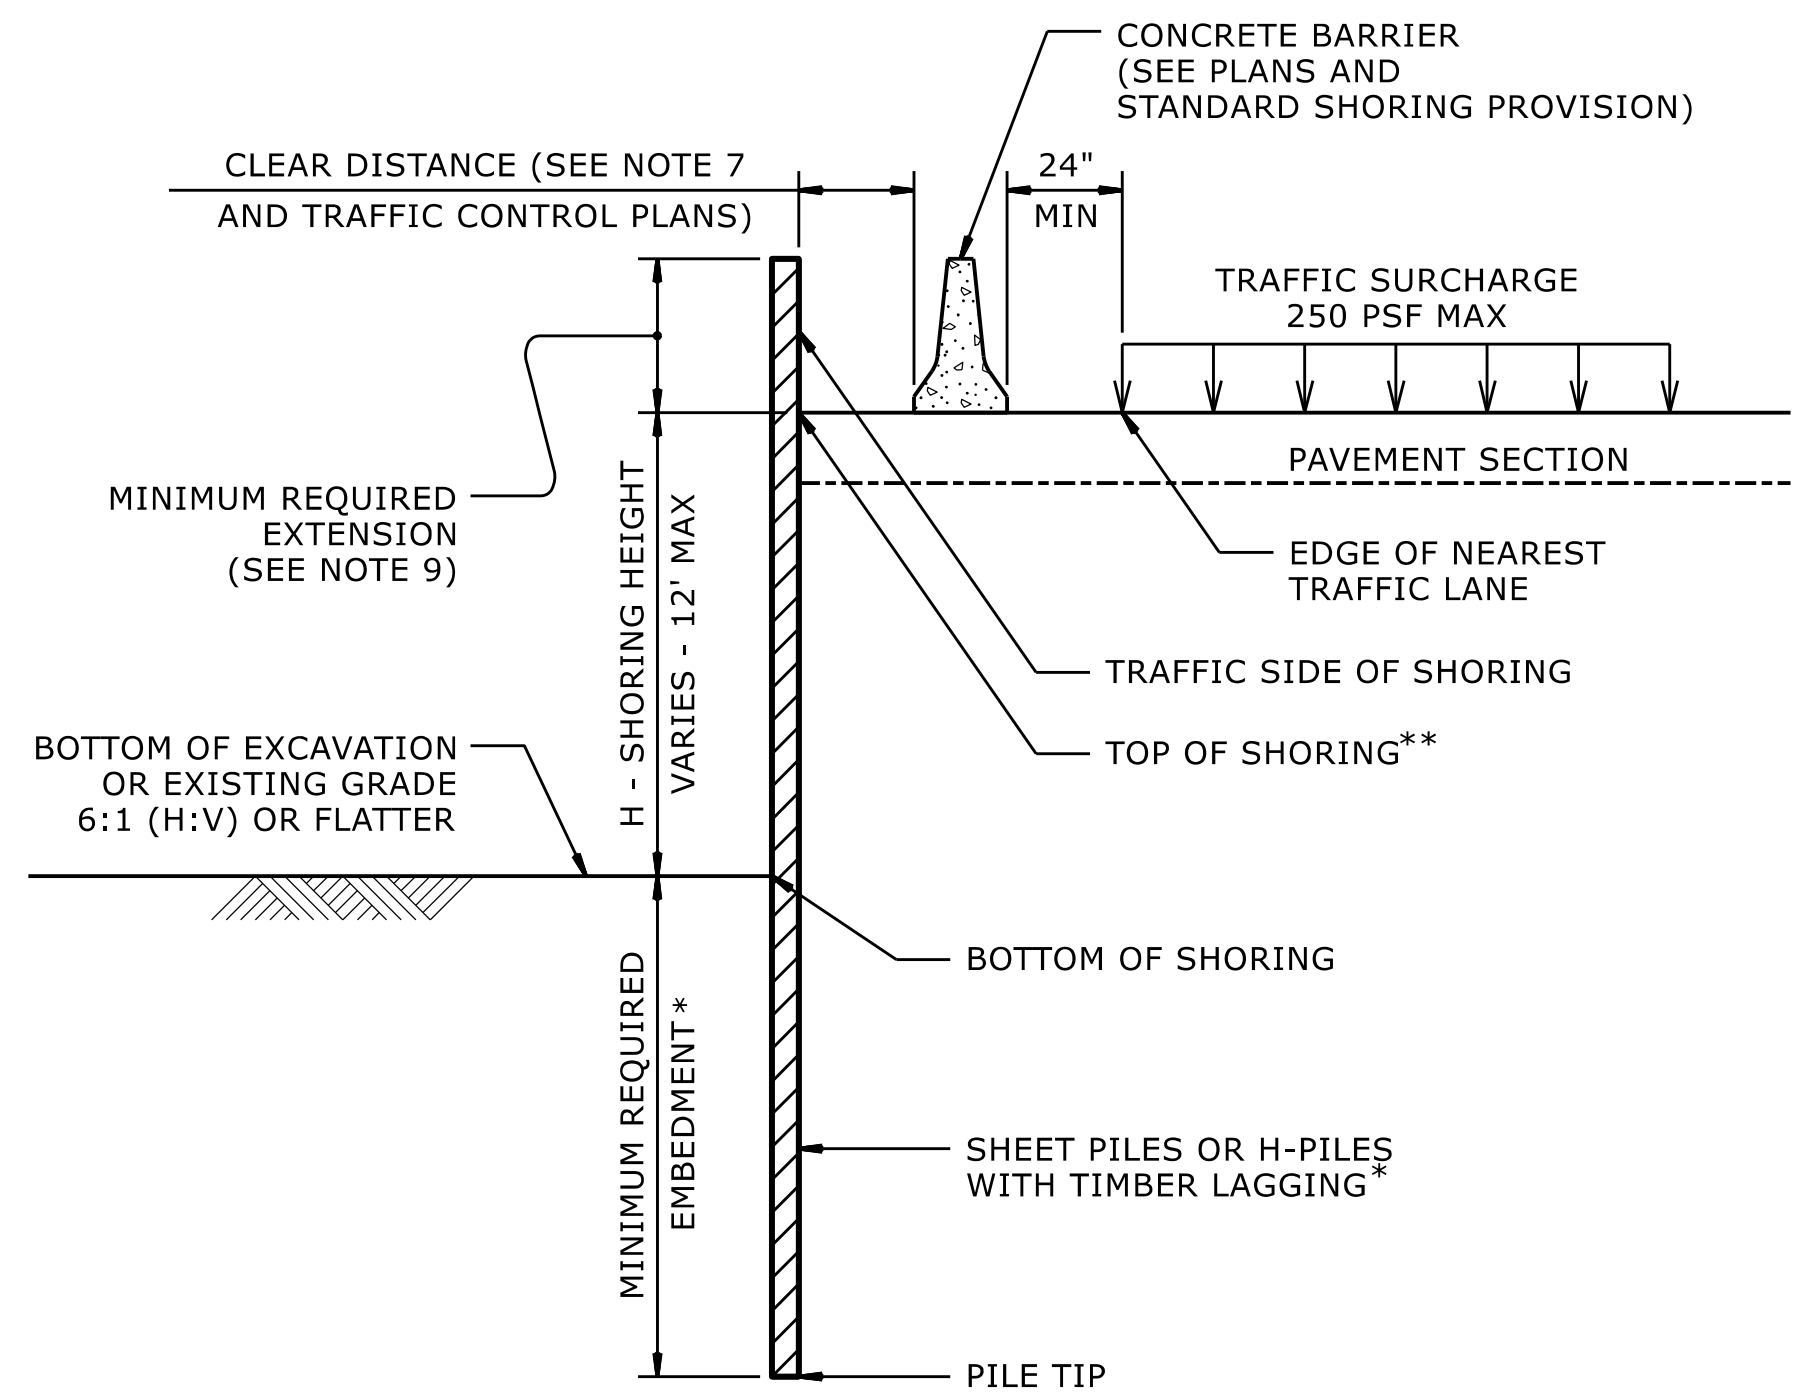 CONCRETE BARRIER
(SEE PLANS AND
STANDARD SHORING PROVISION)
CLEAR DISTANCE (SEE NOTE 7
AND TRAFFIC CONTROL PLANS)
24"
MIN
TRAFFIC SURCHARGE
250 PSF MAX
PAVEMENT SECTION
MINIMUM REQUIRED
EXTENSION
(SEE NOTE 9)
H - SHORING HEIGHT
VARIES - 12' MAX
EDGE OF NEAREST
TRAFFIC LANE
TRAFFIC SIDE OF SHORING
TOP OF SHORING**
BOTTOM OF EXCAVATION
OR EXISTING GRADE
6:1 (H:V) OR FLATTER
BOTTOM OF SHORING
MINIMUM REQUIRED
EMBEDMENT*
SHEET PILES OR H-PILES
WITH TIMBER LAGGING*
PILE TIP